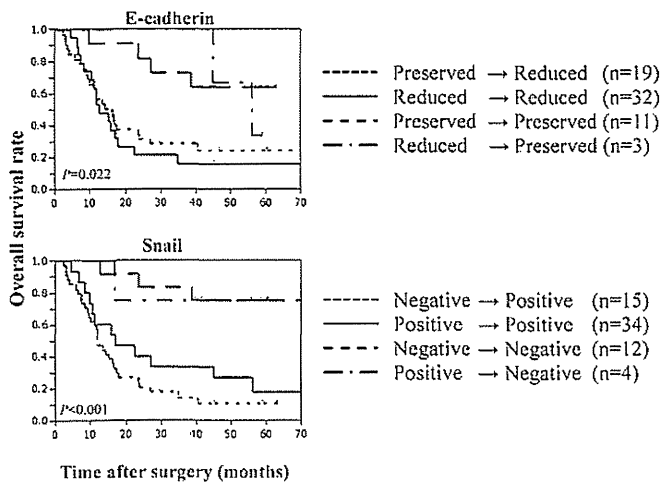 E-cadherin
Overall survival rate
1.0
0.8
0.6
0.4
0.2
0.0
P=0.022
0 10 20 30 40 50 60 70
Preserved → Reduced (n=19)
Reduced → Reduced (n=32)
Preserved → Preserved (n=11)
Reduced → Preserved (n=3)
Snail
1.0
0.8
0.6
0.4
0.2
0.0
P<0.001
0 10 20 30 40 50 60 70
Time after surgery (months)
Negative → Positive (n=15)
Positive → Positive (n=34)
Negative → Negative (n=12)
Positive → Negative (n=4)